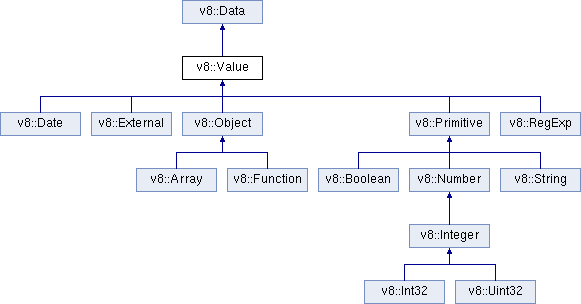 v8::Data
v8::Value
v8::Date
v8::External
v8::Object
v8::Primitive
v8::RegExp
v8::Array
v8::Function
v8::Boolean
v8::Number
v8::String
v8::Integer
v8::Int32
v8::Uint32